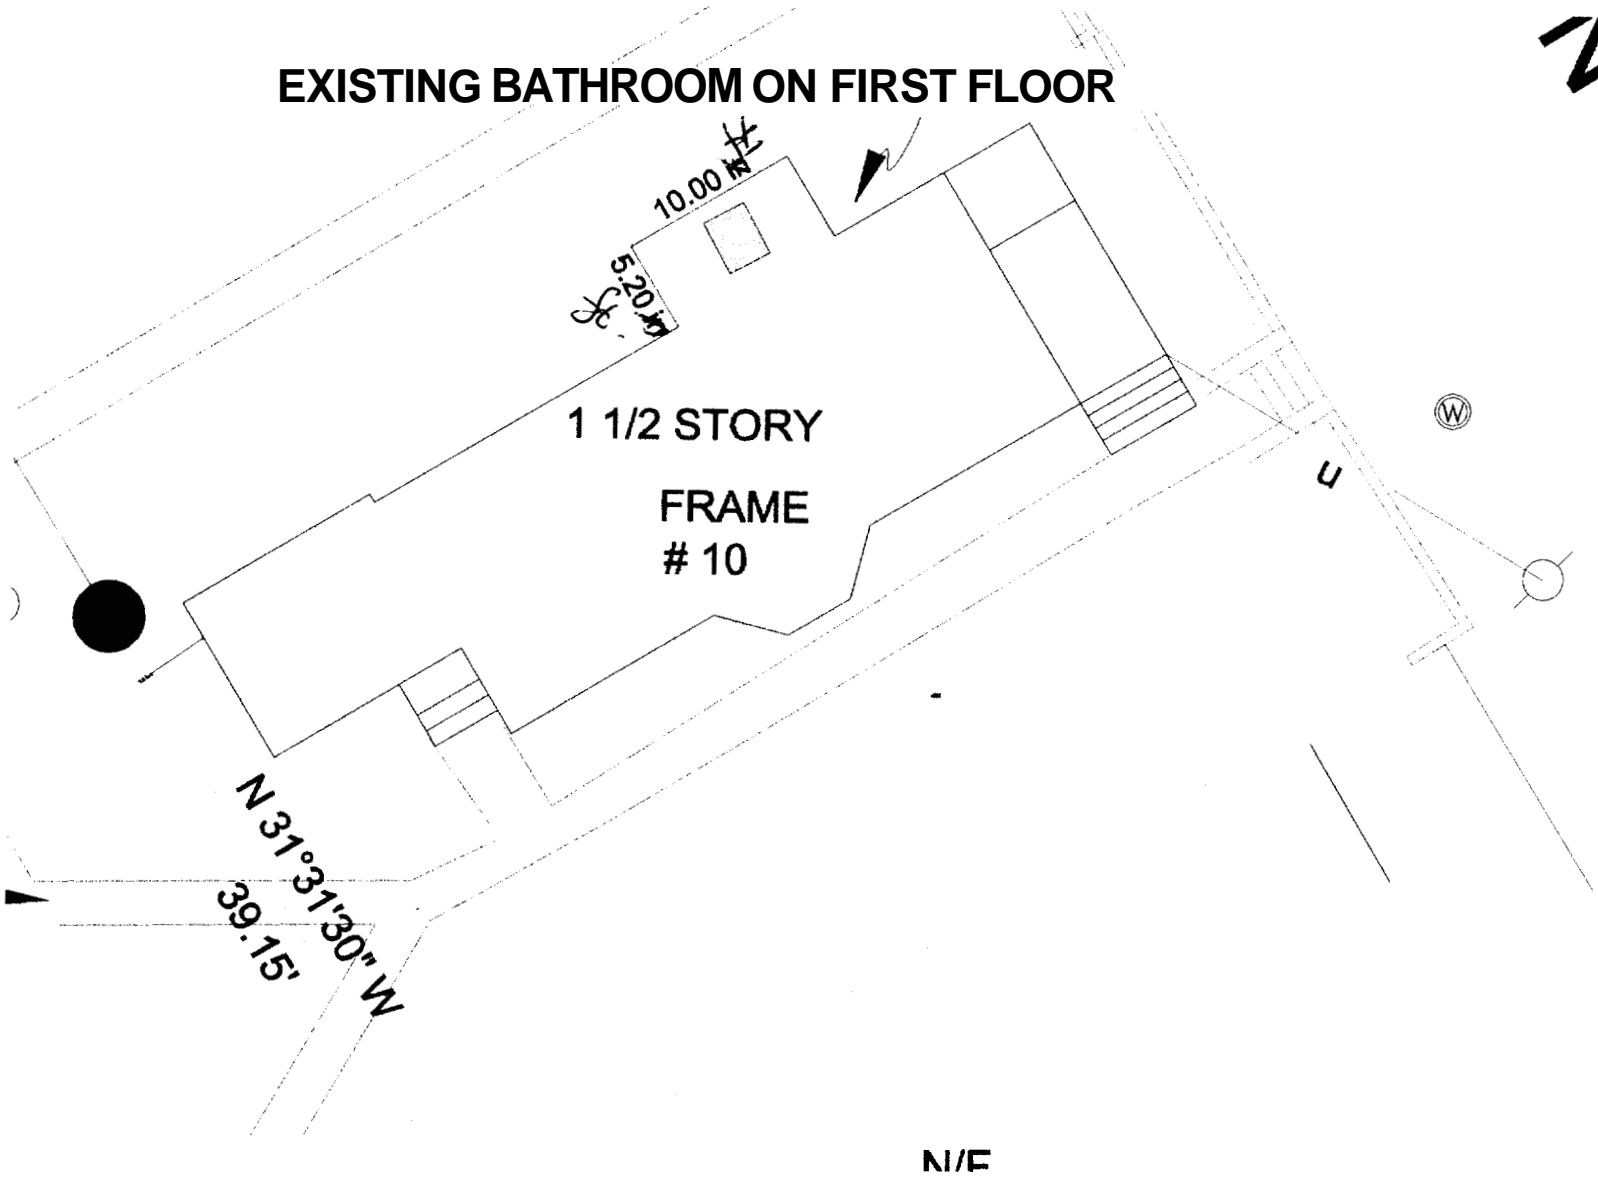 EXISTING BATHROOM ON FIRST FLOOR
10.00
5.20
1 1/2 STORY
FRAME
# 10
W
N 31°31'30" W
39.15'
N/F